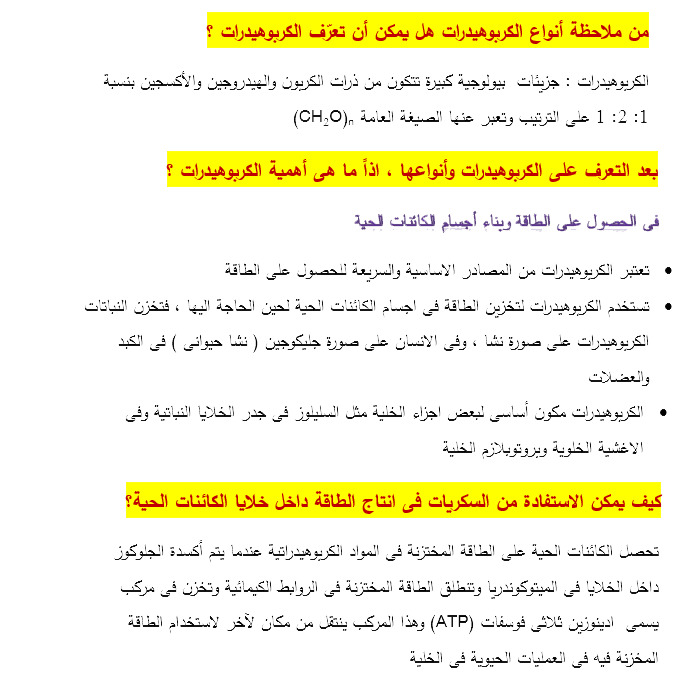 من ملاحظة أنواع الكربوهيدرات هل يمكن أن تعرّف الكربوهيدرات ؟
الكربوهيدرات : جزيئات بيولوجية كبيرة تتكون من ذرات الكربون والهيدروجين والأكسجين بنسبة
1: 2: 1 على الترتيب وتعبر عنها الصيغة العامة (CH₂O)ₙ
بعد التعرف على الكربوهيدرات وأنواعها ، اذاً ما هى أهمية الكربوهيدرات ؟
فى الحصول على الطاقة وبناء أجسام الكائنات الحية
• تعتبر الكربوهيدرات من المصادر الاساسية والسريعة للحصول على الطاقة
• تستخدم الكربوهيدرات لتخزين الطاقة فى اجسام الكائنات الحية لحين الحاجة اليها ، فتخزن النباتات
الكربوهيدرات على صورة نشا ، وفى الانسان على صورة جليكوجين ( نشا حيوانى ) فى الكبد
والعضلات
• الكربوهيدرات مكون أساسى لبعض اجزاء الخلية مثل السليلوز فى جدر الخلايا النباتية وفى
الاغشية الخلوية وبروتوبلازم الخلية
كيف يمكن الاستفادة من السكريات فى انتاج الطاقة داخل خلايا الكائنات الحية؟
تحصل الكائنات الحية على الطاقة المختزنة فى المواد الكربوهيدراتية عندما يتم أكسدة الجلوكوز
داخل الخلايا فى الميتوكوندريا وتنطلق الطاقة المختزنة فى الروابط الكيمائية وتخزن فى مركب
يسمى ادينوزين ثلاثى فوسفات (ATP) وهذا المركب ينتقل من مكان لآخر لاستخدام الطاقة
المخزنة فيه فى العمليات الحيوية فى الخلية